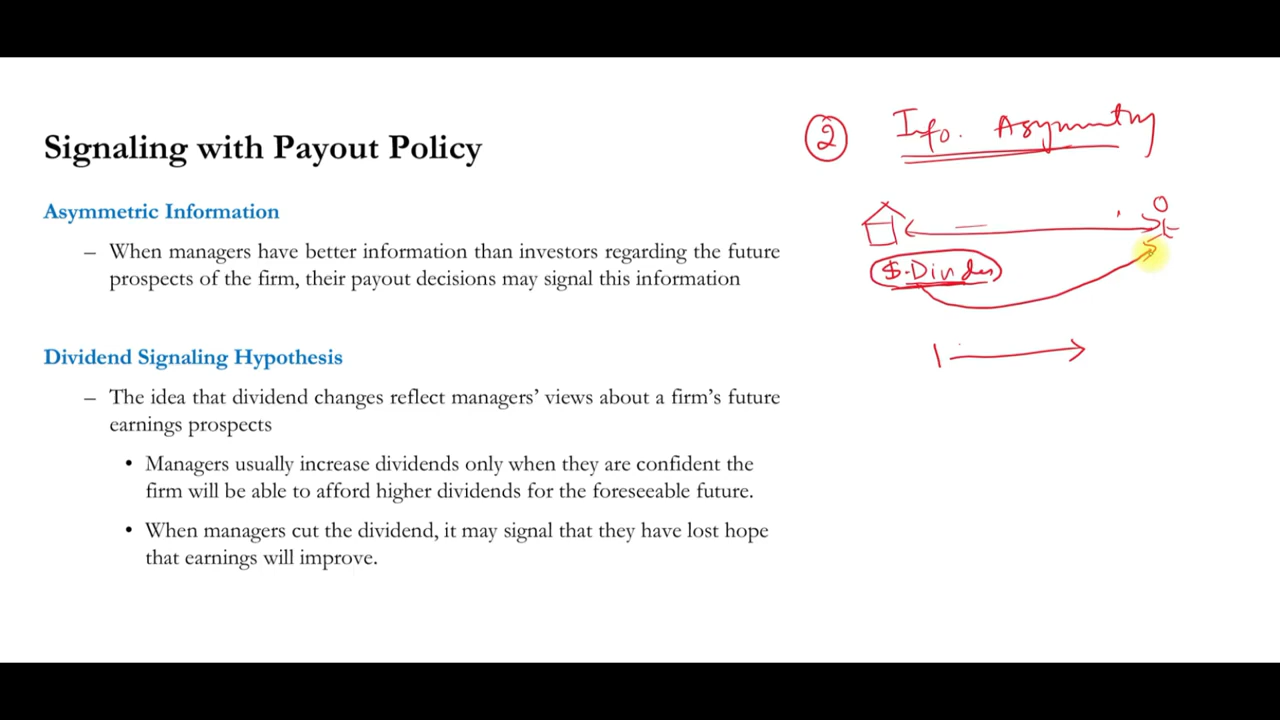 Signaling with Payout Policy
② Info. Asymmetry
Asymmetric Information
– When managers have better information than investors regarding the future
prospects of the firm, their payout decisions may signal this information
$-Divides
Dividend Signaling Hypothesis
– The idea that dividend changes reflect managers' views about a firm's future
earnings prospects
• Managers usually increase dividends only when they are confident the
firm will be able to afford higher dividends for the foreseeable future.
• When managers cut the dividend, it may signal that they have lost hope
that earnings will improve.